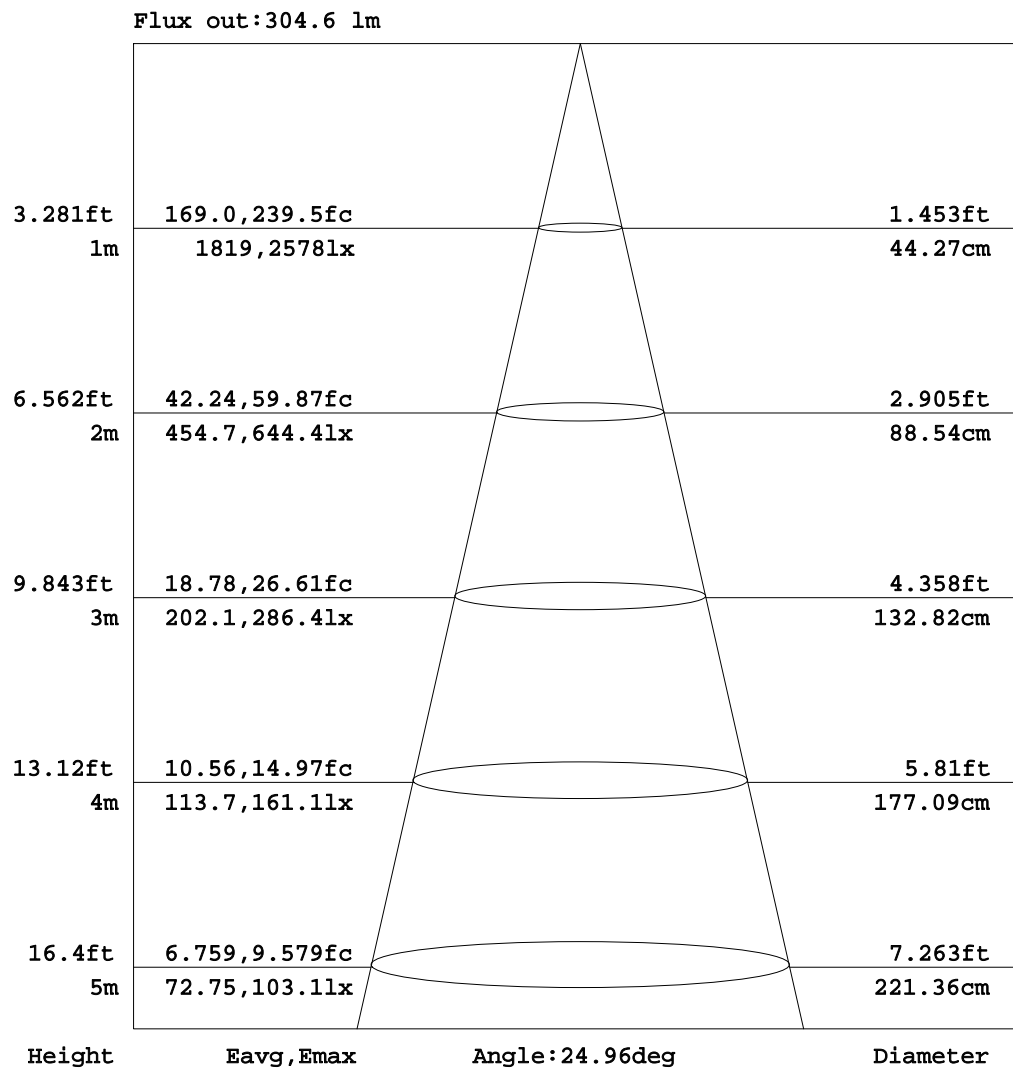 Flux out:304.6 lm
3.281ft 169.0,239.5fc 1.453ft
1m 1819,2578lx 44.27cm
6.562ft 42.24,59.87fc 2.905ft
2m 454.7,644.4lx 88.54cm
9.843ft 18.78,26.61fc 4.358ft
3m 202.1,286.4lx 132.82cm
13.12ft 10.56,14.97fc 5.81ft
4m 113.7,161.1lx 177.09cm
16.4ft 6.759,9.579fc 7.263ft
5m 72.75,103.1lx 221.36cm
Height Eavg,Emax Angle:24.96deg Diameter